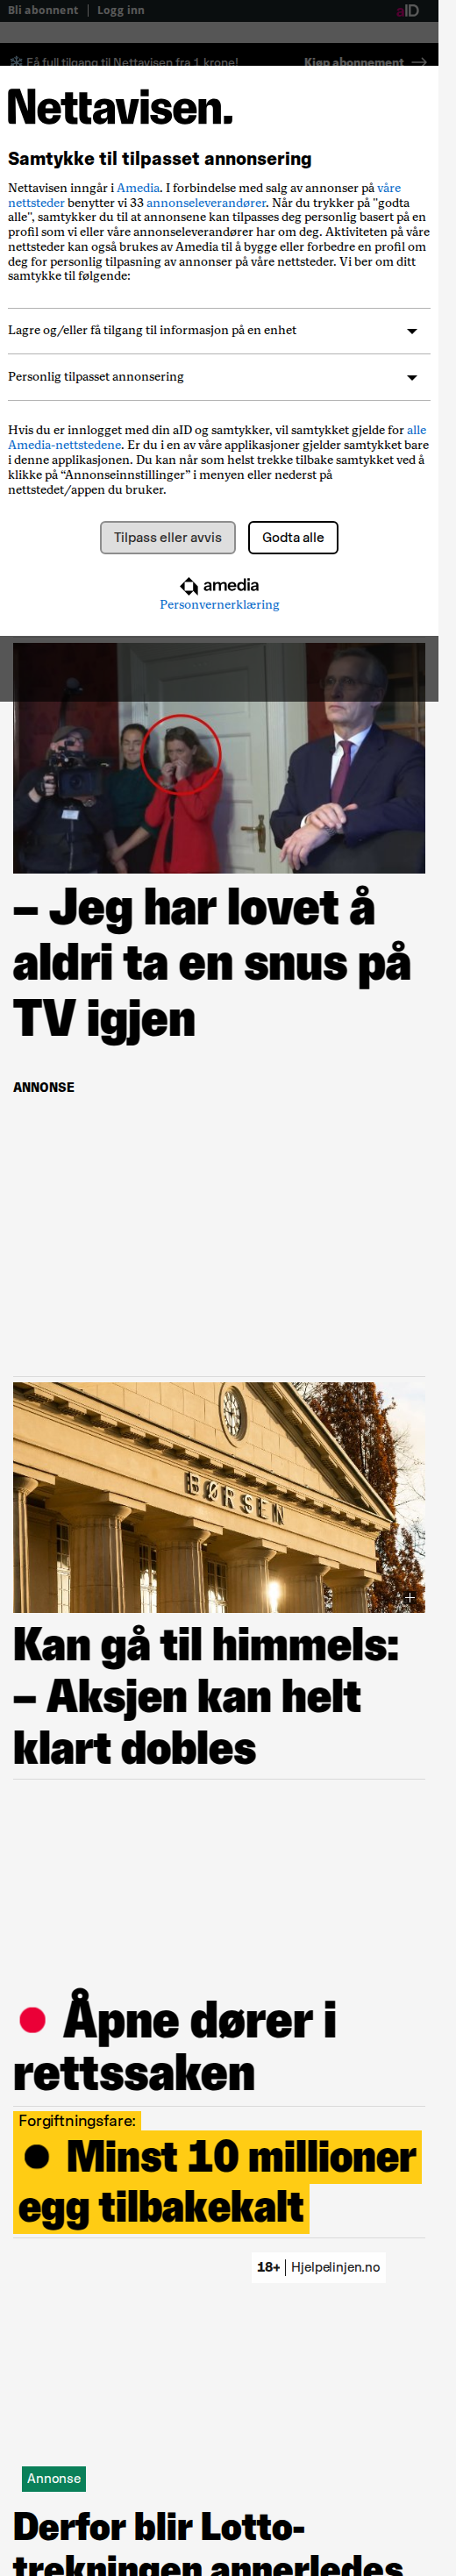 Bli abonnent | Logg inn aID
Få full tilgang til Nettavisen fra 1 krone! Kjøp abonnement →
Nettavisen.
Samtykke til tilpasset annonsering
Nettavisen inngår i Amedia. I forbindelse med salg av annonser på våre
nettsteder benytter vi 33 annonseleverandører. Når du trykker på "godta
alle", samtykker du til at annonsene kan tilpasses deg personlig basert på en
profil som vi eller våre annonseleverandører har om deg. Aktiviteten på våre
nettsteder kan også brukes av Amedia til å bygge eller forbedre en profil om
deg for personlig tilpasning av annonser på våre nettsteder. Vi ber om ditt
samtykke til følgende:
Lagre og/eller få tilgang til informasjon på en enhet
Personlig tilpasset annonsering
Hvis du er innlogget med din aID og samtykker, vil samtykket gjelde for alle
Amedia-nettstedene. Er du i en av våre applikasjoner gjelder samtykket bare
i denne applikasjonen. Du kan når som helst trekke tilbake samtykket ved å
klikke på “Annonseinnstillinger” i menyen eller nederst på
nettstedet/appen du bruker.
Tilpass eller avvis Godta alle
amedia
Personvernerklæring
– Jeg har lovet å
aldri ta en snus på
TV igjen
ANNONSE
BØRSEN
Kan gå til himmels:
– Aksjen kan helt
klart dobles
Åpne dører i
rettssaken
Forgiftningsfare:
Minst 10 millioner
egg tilbakekalt
18+ | Hjelpelinjen.no
Annonse
Derfor blir Lotto-
trekningen annerledes